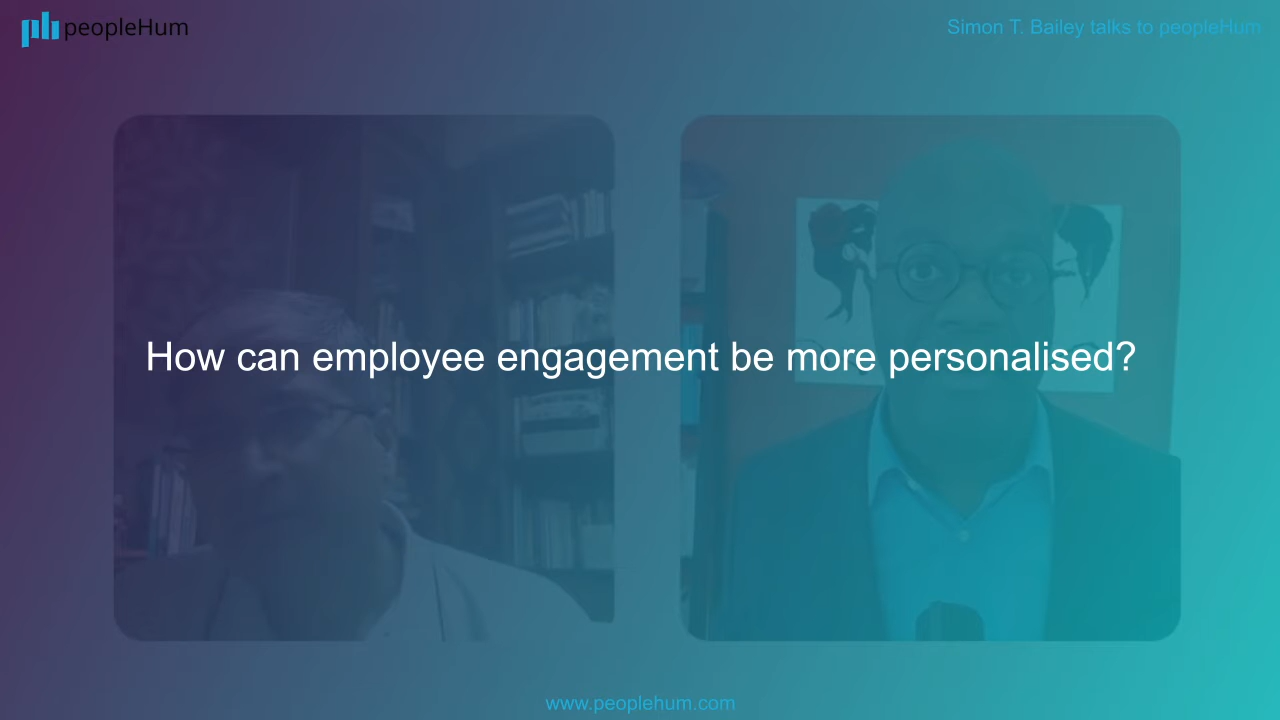 peopleHum
Simon T. Bailey talks to peopleHum
How can employee engagement be more personalised?
www.peoplehum.com